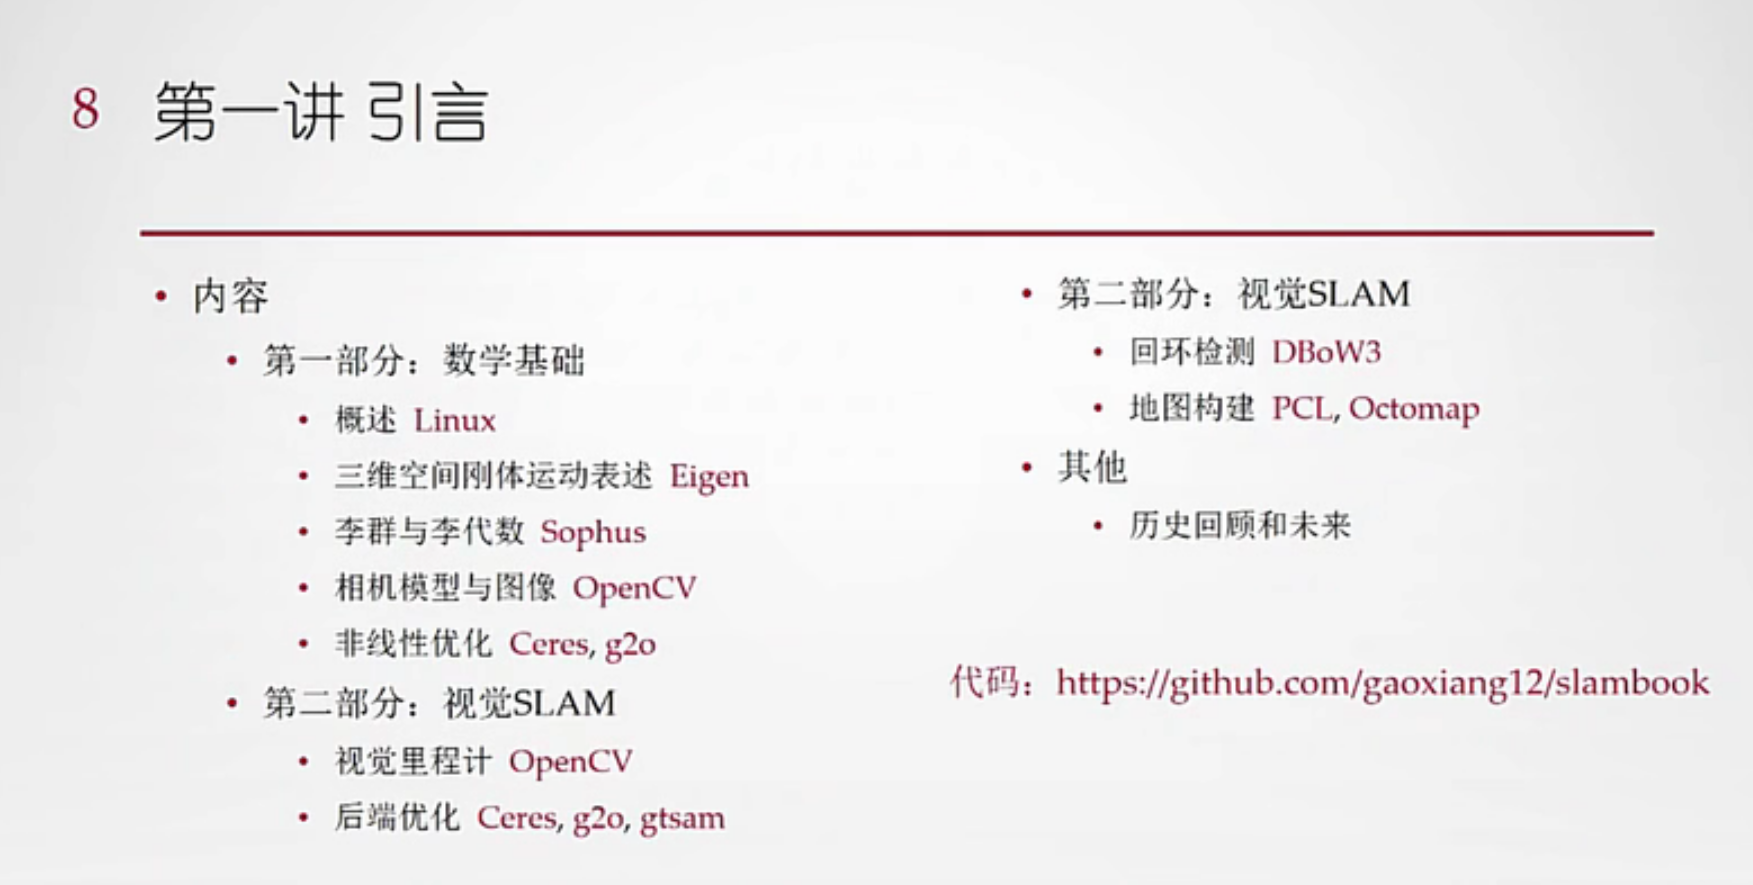 8 第一讲 引言
• 内容
• 第一部分：数学基础
• 概述 Linux
• 三维空间刚体运动表述 Eigen
• 李群与李代数 Sophus
• 相机模型与图像 OpenCV
• 非线性优化 Ceres, g2o
• 第二部分：视觉SLAM
• 视觉里程计 OpenCV
• 后端优化 Ceres, g2o, gtsam
• 第二部分：视觉SLAM
• 回环检测 DBoW3
• 地图构建 PCL, Octomap
• 其他
• 历史回顾和未来
代码：https://github.com/gaoxiang12/slambook